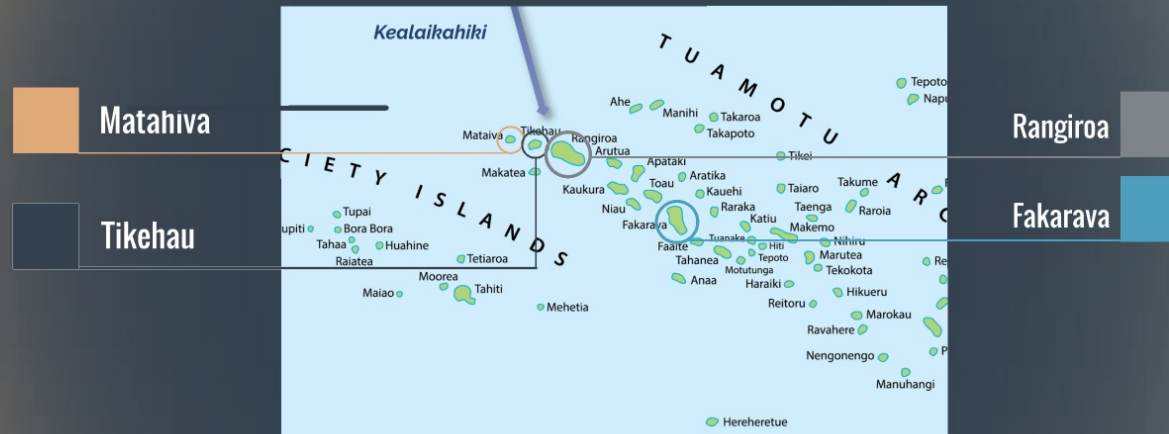 Kealaikahiki
TUAMOTU
ARC
CIETY ISLANDS
Matahiva
Tikehau
Rangiroa
Fakarava
Tepoto
Napu
Ahe
Manihi
Takaroa
Takapoto
Mataiva
Tikehau
Rangiroa
Arutua
Tikei
Makatea
Apataki
Aratika
Kaukura
Toau
Kauehi
Taiaro
Takume
Niau
Raraka
Taenga
Raroia
Fakarava
Katiu
Makemo
Tupai
upiti
Bora Bora
Tahaa
Huahine
Raiatea
Faaite
Tuanake
Hiti
Nihiru
Tahanea
Tepoto
Marutea
Motutunga
Tekokota
Re
Tetiaroa
Moorea
Anaa
Haraiki
Hikueru
Maiao
Tahiti
Mehetia
Reitoru
Marokau
Ravahere
Nengonengo
P
Manuhangi
Hereheretue